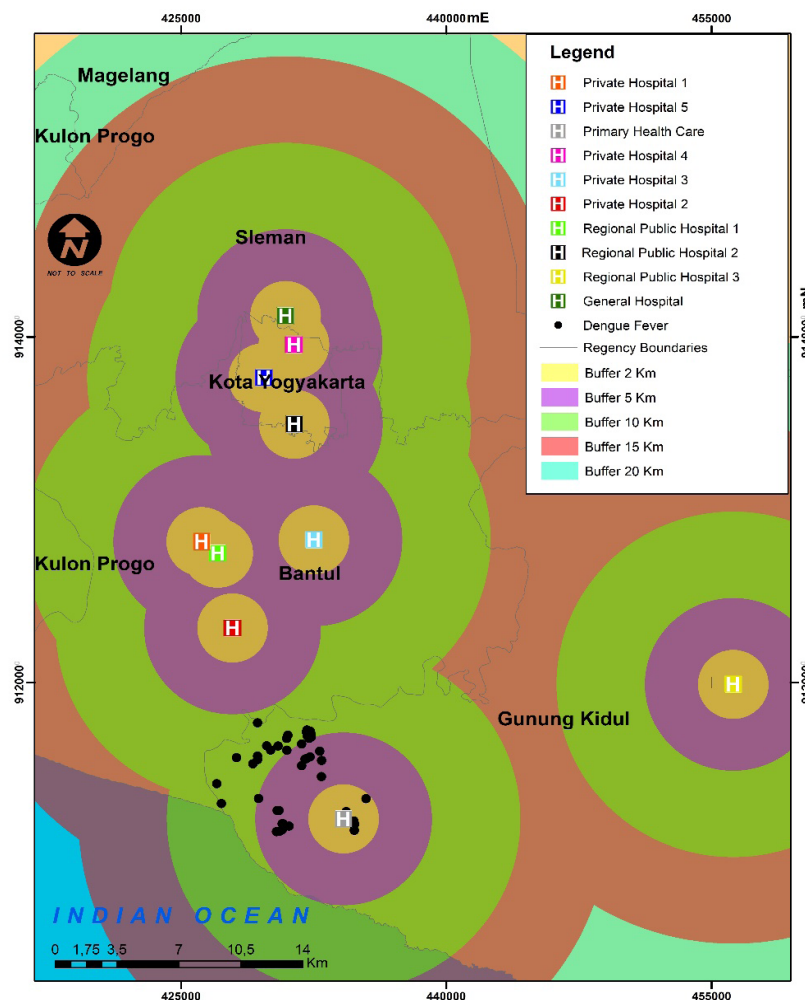 425000
440000 mE
455000
Legend
Private Hospital 1
Private Hospital 5
Primary Health Care
Private Hospital 4
Private Hospital 3
Private Hospital 2
Regional Public Hospital 1
Regional Public Hospital 2
Regional Public Hospital 3
General Hospital
Dengue Fever
Regency Boundaries
Buffer 2 Km
Buffer 5 Km
Buffer 10 Km
Buffer 15 Km
Buffer 20 Km
Magelang
Kulon Progo
N
NOT TO SCALE
Sleman
H
H
H
Kota Yogyakarta
H
H
H
H
Kulon Progo
Bantul
H
H
Gunung Kidul
H
INDIAN OCEAN
0 1,75 3,5 7 10,5 14
Km
425000
440000
455000